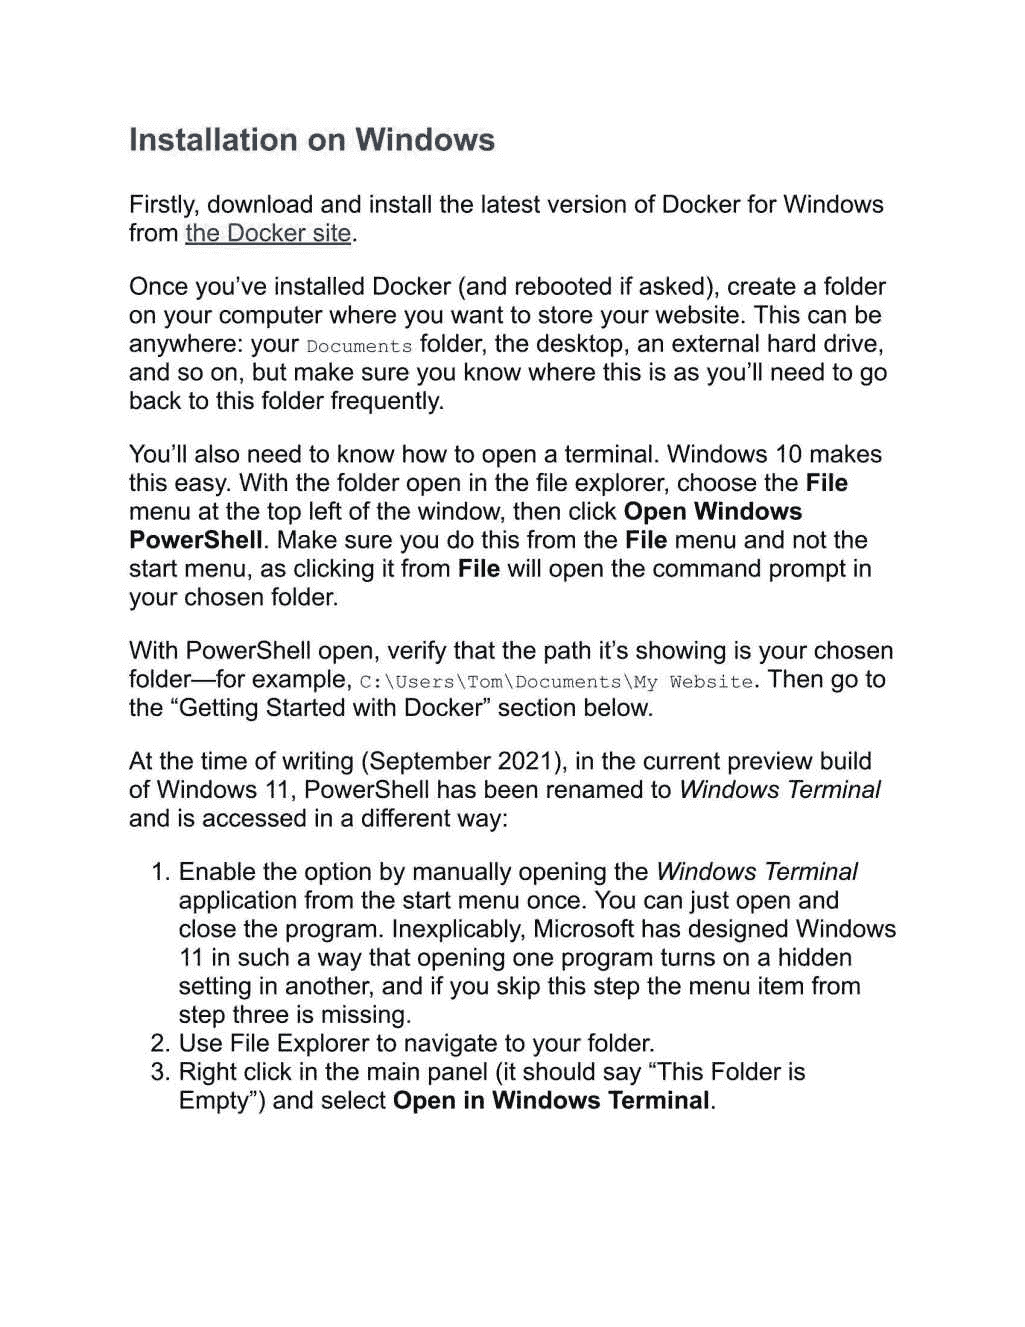 Installation on Windows
Firstly, download and install the latest version of Docker for Windows
from the Docker site.
Once you’ve installed Docker (and rebooted if asked), create a folder
on your computer where you want to store your website. This can be
anywhere: your Documents folder, the desktop, an external hard drive,
and so on, but make sure you know where this is as you’ll need to go
back to this folder frequently.
You’ll also need to know how to open a terminal. Windows 10 makes
this easy. With the folder open in the file explorer, choose the File
menu at the top left of the window, then click Open Windows
PowerShell. Make sure you do this from the File menu and not the
start menu, as clicking it from File will open the command prompt in
your chosen folder.
With PowerShell open, verify that the path it’s showing is your chosen
folder—for example, C:\Users\Tom\Documents\My Website. Then go to
the “Getting Started with Docker” section below.
At the time of writing (September 2021), in the current preview build
of Windows 11, PowerShell has been renamed to Windows Terminal
and is accessed in a different way:
1. Enable the option by manually opening the Windows Terminal
application from the start menu once. You can just open and
close the program. Inexplicably, Microsoft has designed Windows
11 in such a way that opening one program turns on a hidden
setting in another, and if you skip this step the menu item from
step three is missing.
2. Use File Explorer to navigate to your folder.
3. Right click in the main panel (it should say “This Folder is
Empty”) and select Open in Windows Terminal.